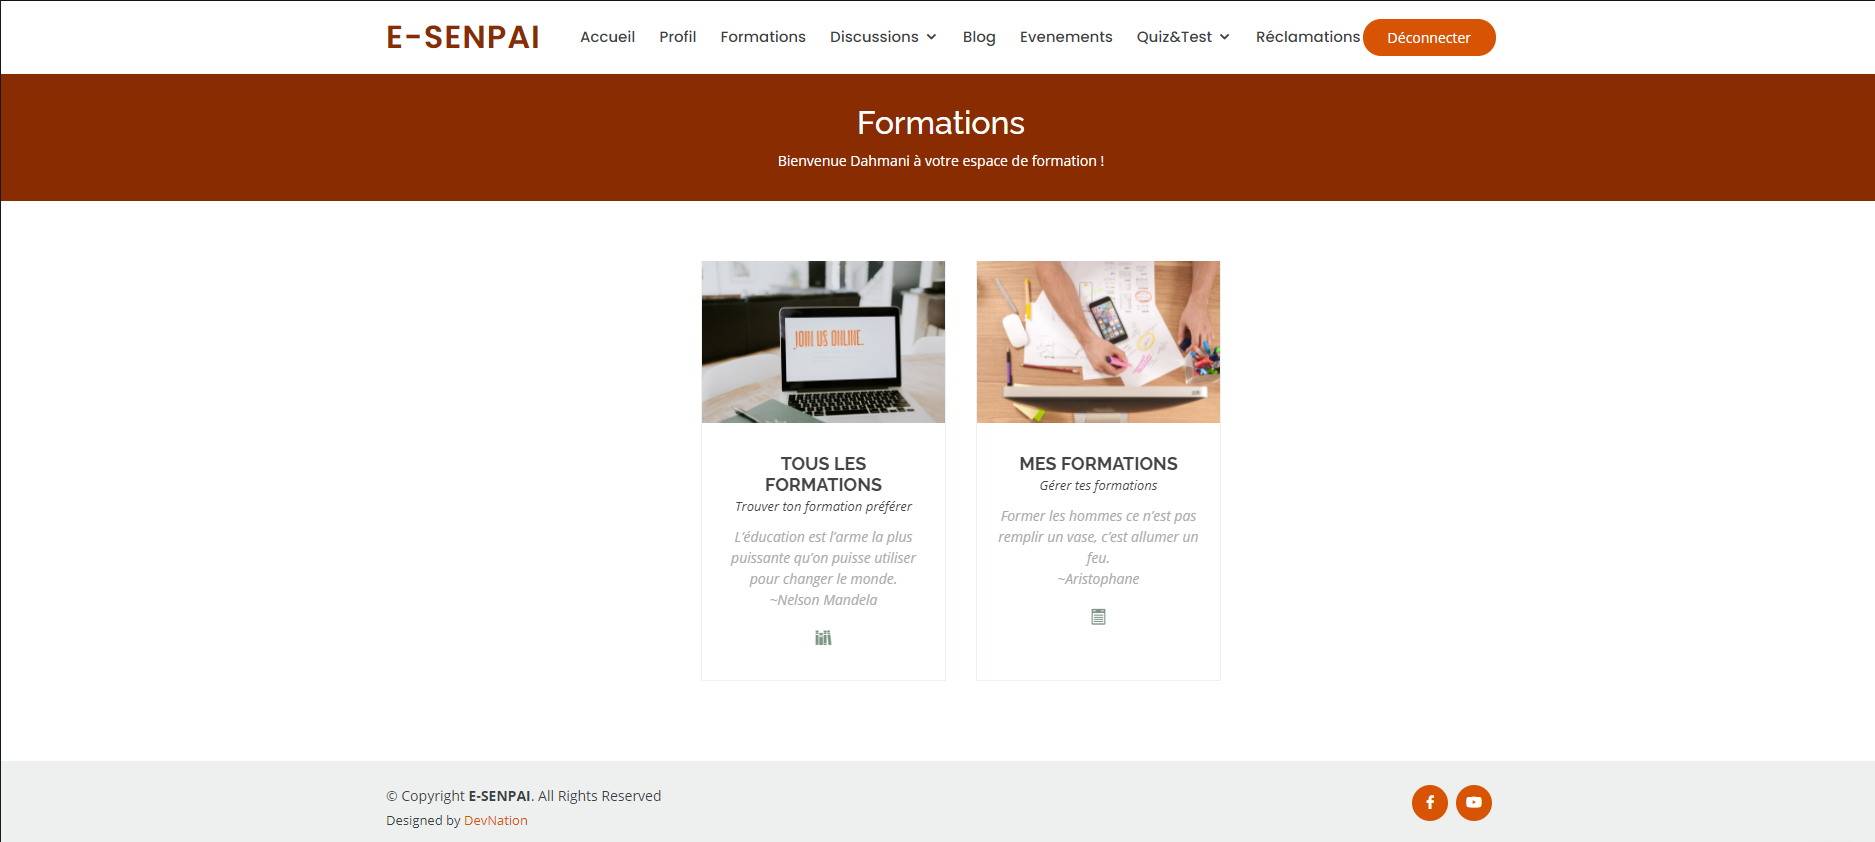 E-SENPAI
Accueil Profil Formations Discussions Blog Evenements Quiz&Test Réclamations Déconnecter
Formations
Bienvenue Dahmani à votre espace de formation !
JOIN US ONLINE.
TOUS LES
FORMATIONS
Trouver ton formation préférer
L’éducation est l’arme la plus
puissante qu’on puisse utiliser
pour changer le monde.
~Nelson Mandela
MES FORMATIONS
Gérer tes formations
Former les hommes ce n’est pas
remplir un vase, c’est allumer un
feu.
~Aristophane
© Copyright E-SENPAI. All Rights Reserved
Designed by DevNation